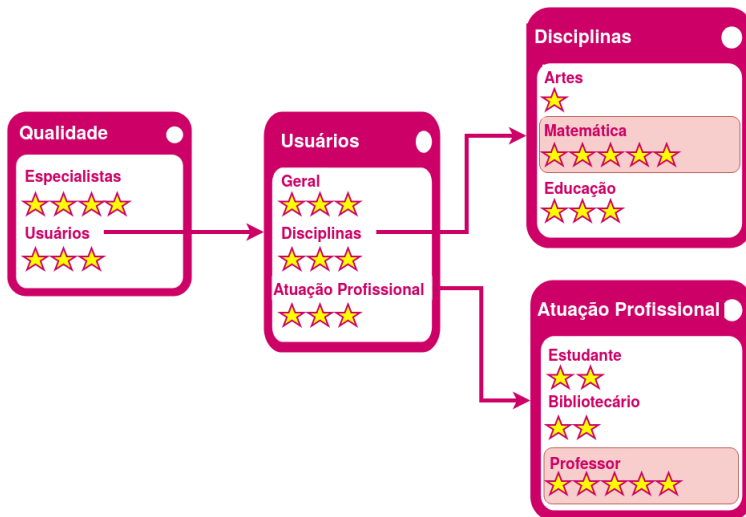 Qualidade
Especialistas
Usuários
Usuários
Geral
Disciplinas
Atuação Profissional
Disciplinas
Artes
Matemática
Educação
Atuação Profissional
Estudante
Bibliotecário
Professor